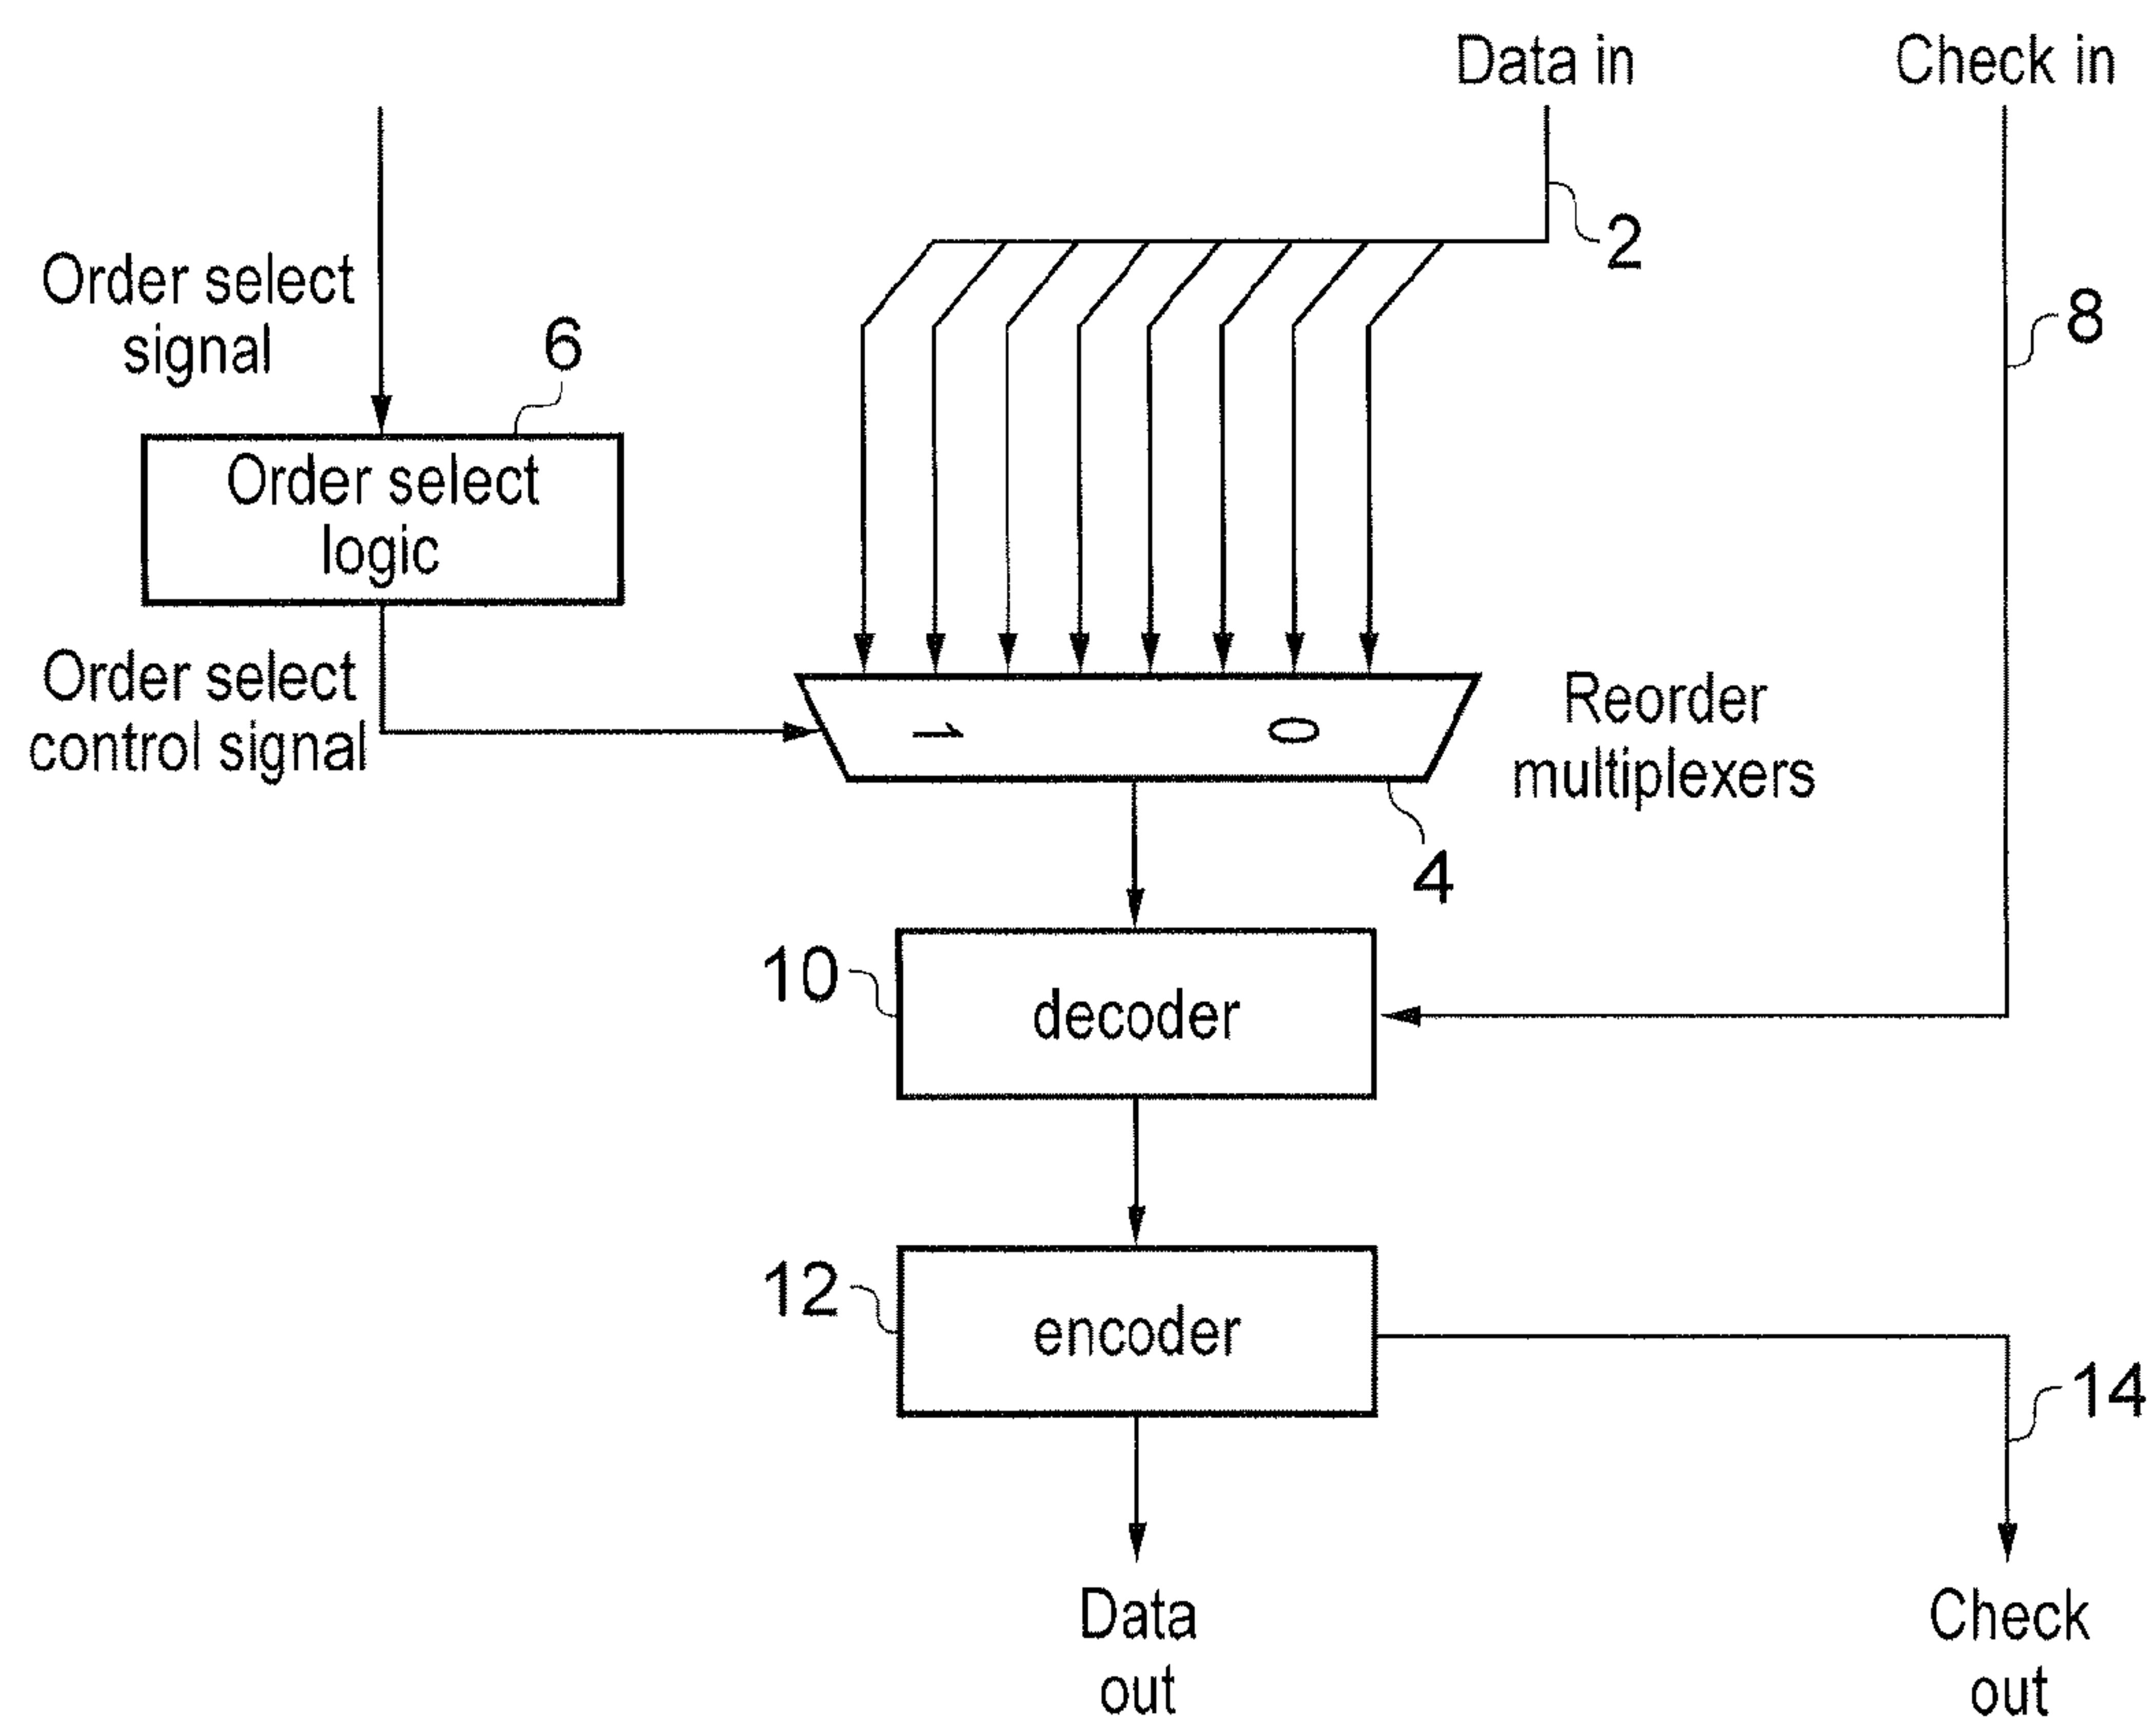 Data in
Check in
2
Order select
signal
6
8
Order select
logic
Order select
control signal
1
0
Reorder
multiplexers
4
10
decoder
12
encoder
14
Data
out
Check
out